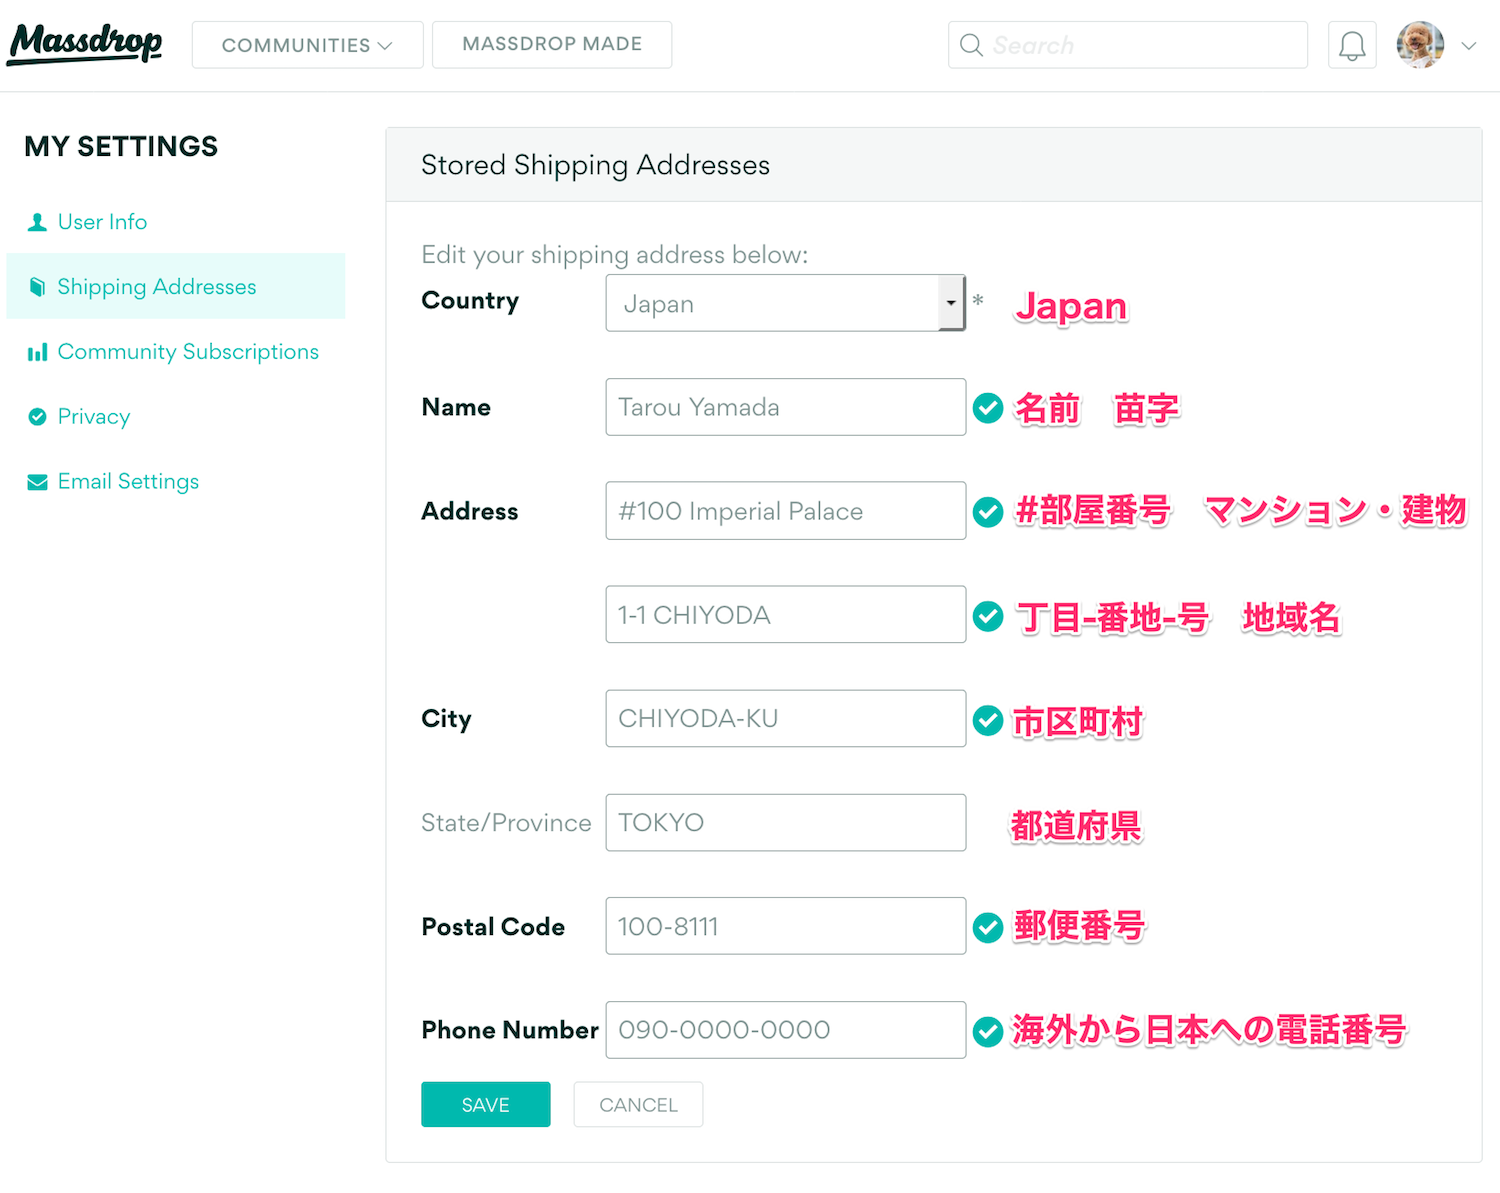 Massdrop COMMUNITIES MASSDROP MADE Search
MY SETTINGS
User Info
Shipping Addresses
Community Subscriptions
Privacy
Email Settings
Stored Shipping Addresses
Edit your shipping address below:
Country Japan * Japan
Name Tarou Yamada 名前 苗字
Address #100 Imperial Palace #部屋番号 マンション・建物
1-1 CHIYODA 丁目-番地-号 地域名
City CHIYODA-KU 市区町村
State/Province TOKYO 都道府県
Postal Code 100-8111 郵便番号
Phone Number 090-0000-0000 海外から日本への電話番号
SAVE CANCEL